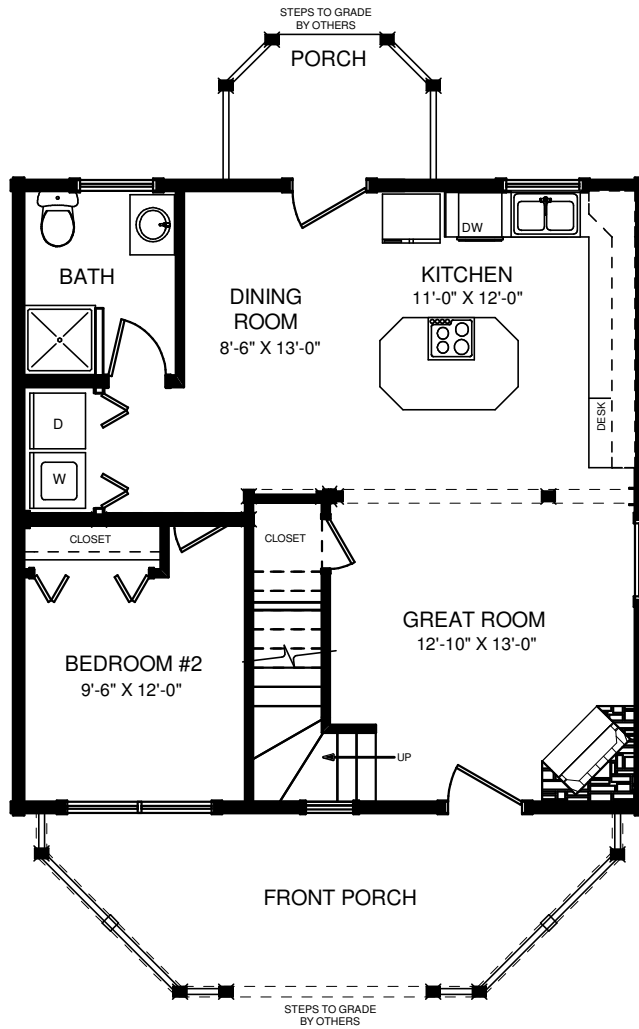 STEPS TO GRADE
BY OTHERS
PORCH
DW
BATH
KITCHEN
11'-0" X 12'-0"
DINING
ROOM
8'-6" X 13'-0"
DESK
D
W
CLOSET
CLOSET
GREAT ROOM
12'-10" X 13'-0"
BEDROOM #2
9'-6" X 12'-0"
UP
FRONT PORCH
STEPS TO GRADE
BY OTHERS